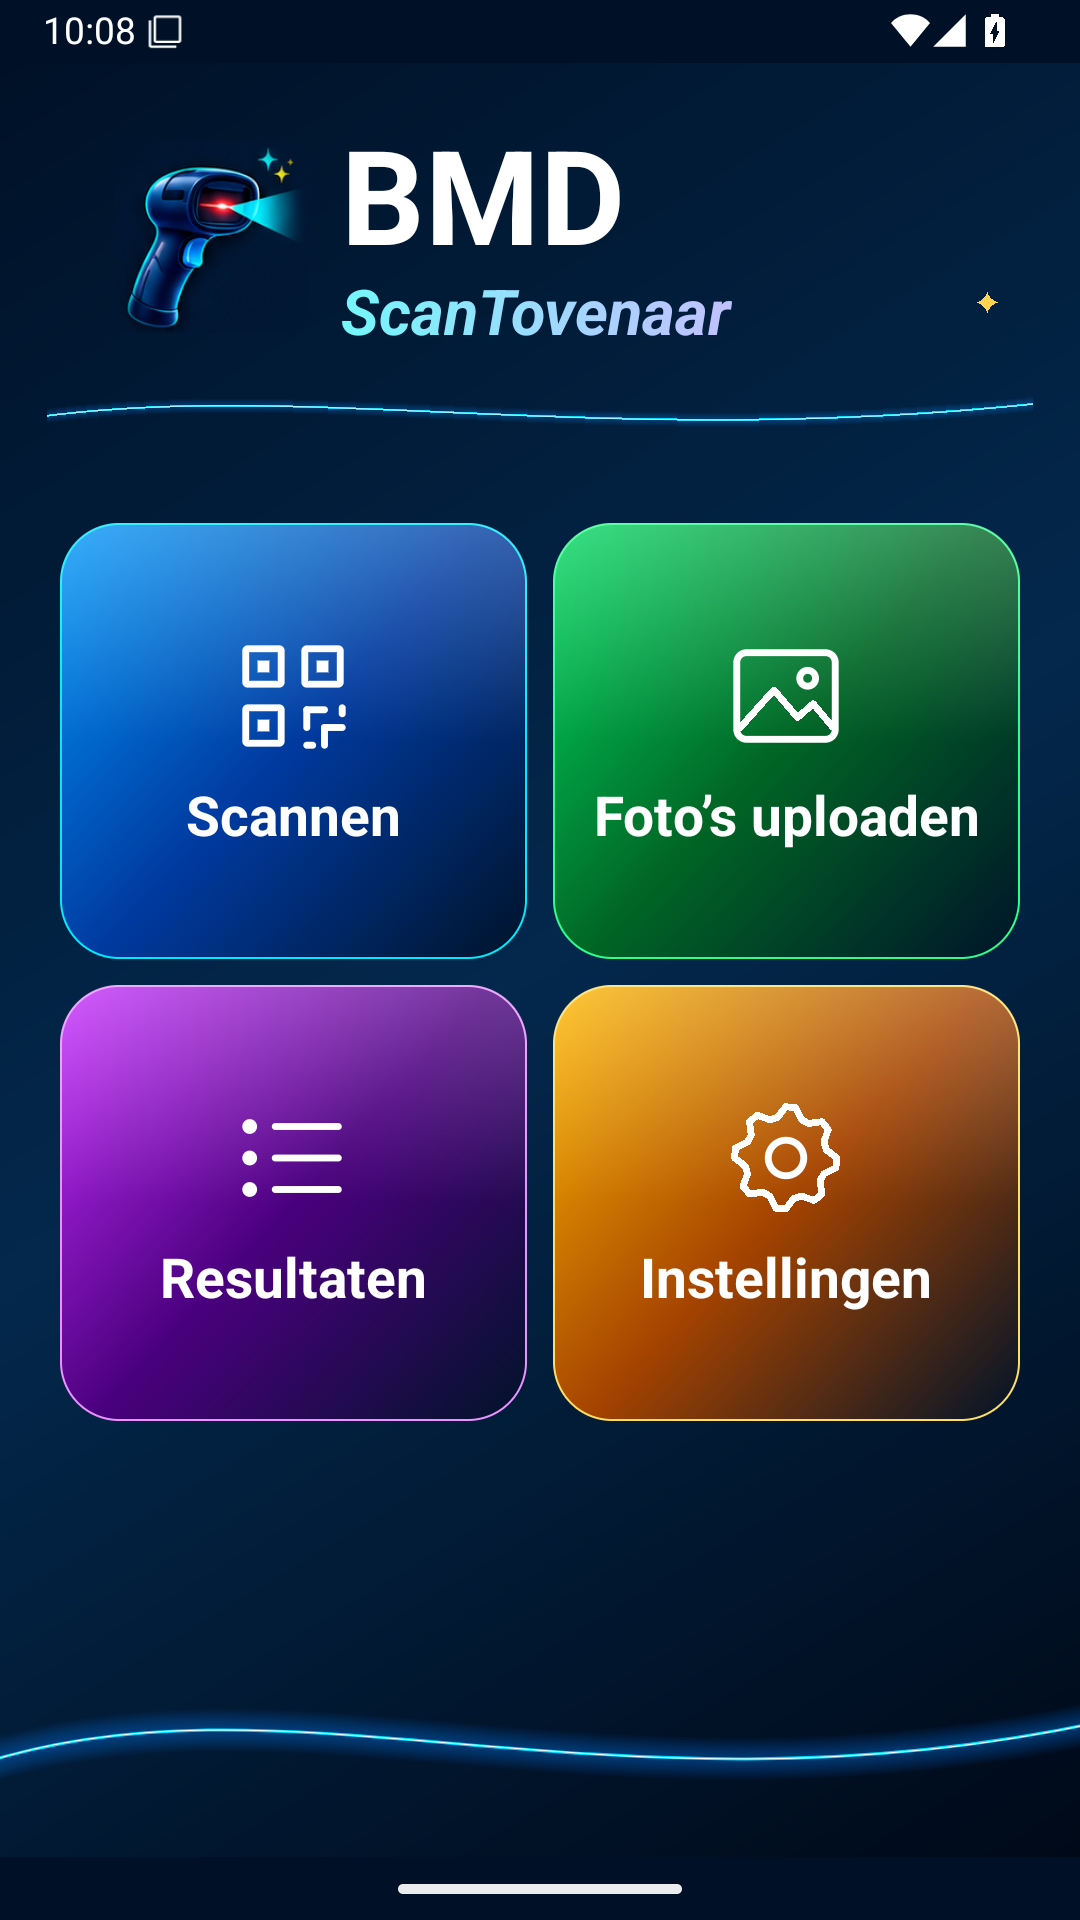 10:08
BMD
ScanTovenaar
Scannen
Foto’s uploaden
Resultaten
Instellingen